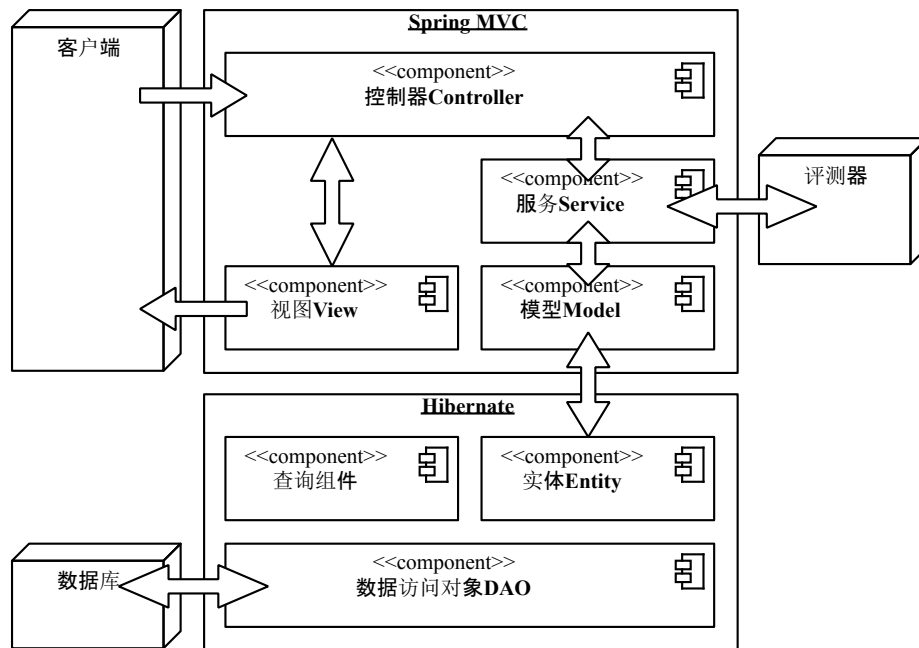 客户端
Spring MVC
<<component>>
控制器Controller
<<component>>
服务Service
评测器
<<component>>
视图View
<<component>>
模型Model
Hibernate
<<component>>
查询组件
<<component>>
实体Entity
数据库
<<component>>
数据访问对象DAO